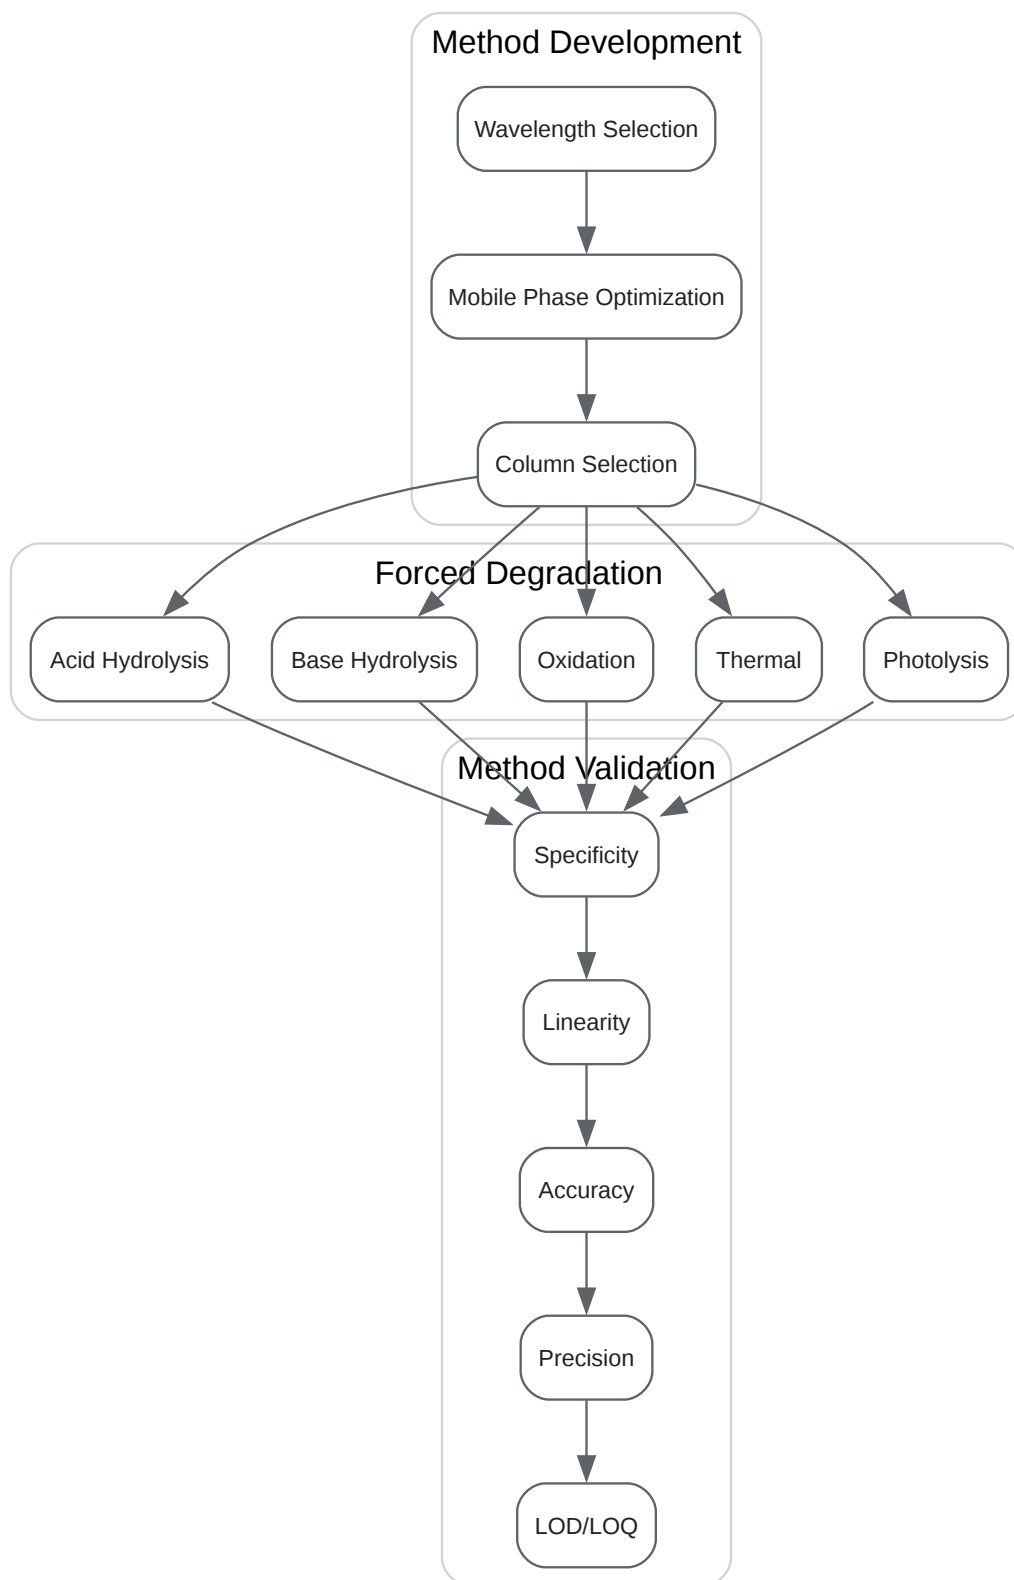 Method Development
Wavelength Selection
Mobile Phase Optimization
Column Selection
Forced Degradation
Acid Hydrolysis
Base Hydrolysis
Oxidation
Thermal
Photolysis
Method Validation
Specificity
Linearity
Accuracy
Precision
LOD/LOQ